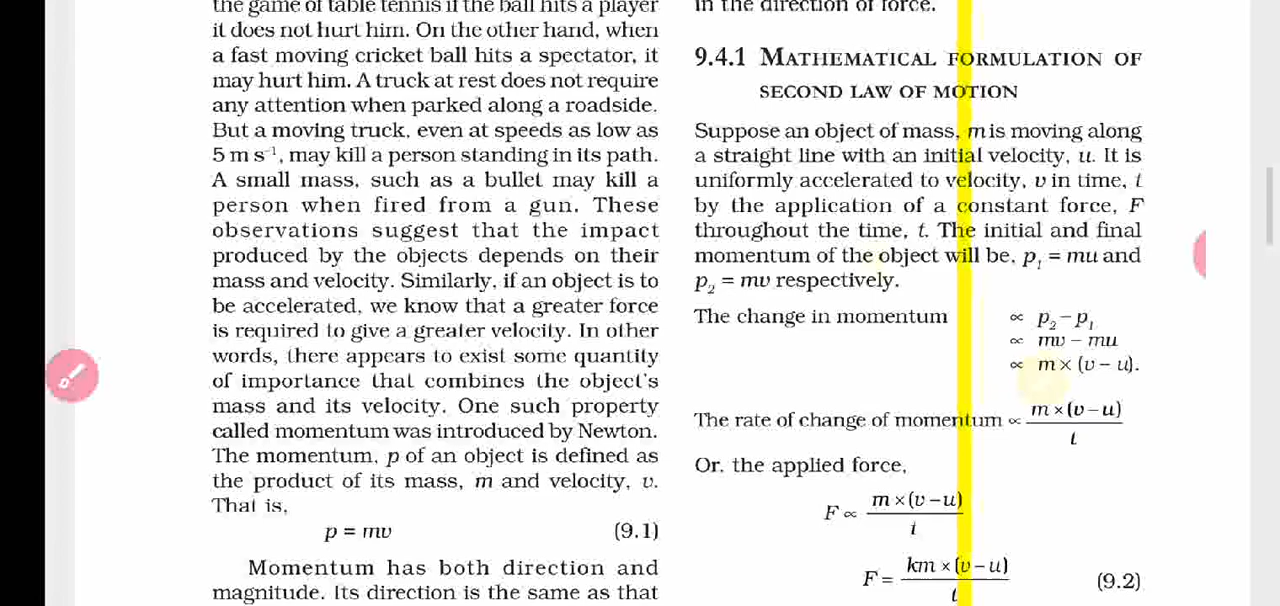 the game of table tennis if the ball hits a player
it does not hurt him. On the other hand, when
a fast moving cricket ball hits a spectator, it
may hurt him. A truck at rest does not require
any attention when parked along a roadside.
But a moving truck, even at speeds as low as
5 m s⁻¹, may kill a person standing in its path.
A small mass, such as a bullet may kill a
person when fired from a gun. These
observations suggest that the impact
produced by the objects depends on their
mass and velocity. Similarly, if an object is to
be accelerated, we know that a greater force
is required to give a greater velocity. In other
words, there appears to exist some quantity
of importance that combines the object's
mass and its velocity. One such property
called momentum was introduced by Newton.
The momentum, p of an object is defined as
the product of its mass, m and velocity, v.
That is,
p = mv (9.1)
Momentum has both direction and
magnitude. Its direction is the same as that
in the direction of force.
9.4.1 MATHEMATICAL FORMULATION OF
SECOND LAW OF MOTION
Suppose an object of mass, m is moving along
a straight line with an initial velocity, u. It is
uniformly accelerated to velocity, v in time, t
by the application of a constant force, F
throughout the time, t. The initial and final
momentum of the object will be, p₁ = mu and
p₂ = mv respectively.
The change in momentum ∝ p₂ – p₁
∝ mv – mu
∝ m × (v – u).
The rate of change of momentum ∝ m × (v – u) / t
Or, the applied force,
F ∝ m × (v – u) / t
F = km × (v – u) / t (9.2)